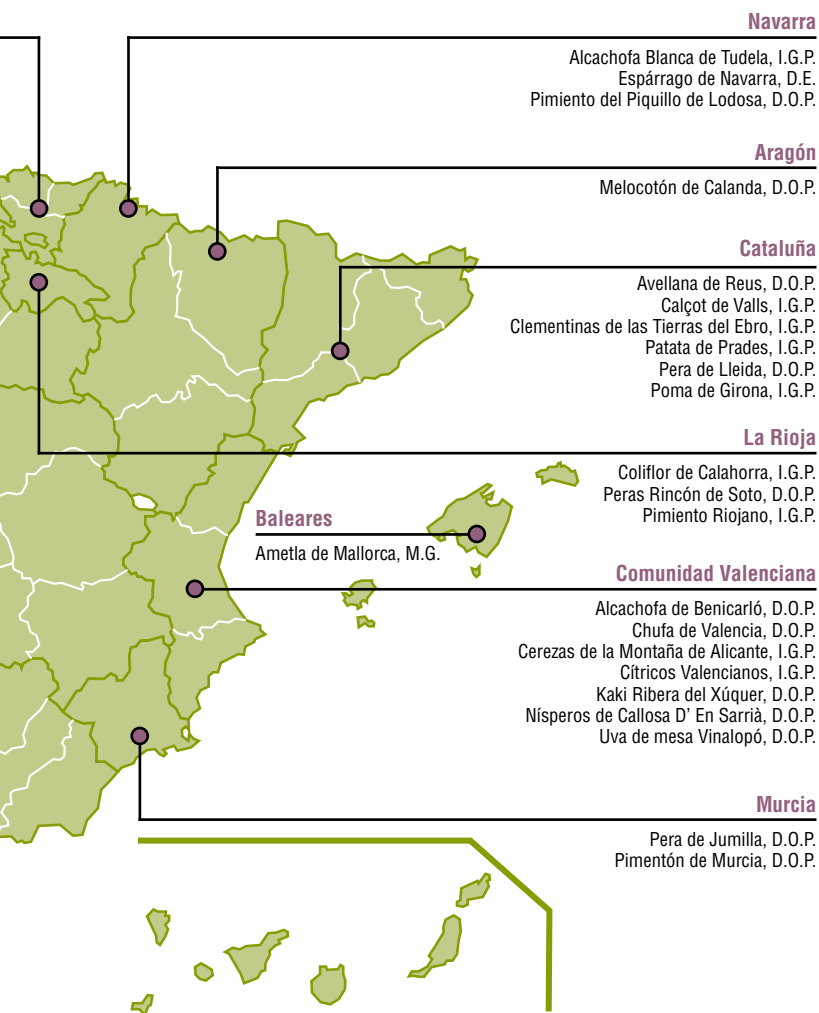 Navarra
Alcachofa Blanca de Tudela, I.G.P.
Espárrago de Navarra, D.E.
Pimiento del Piquillo de Lodosa, D.O.P.
Aragón
Melocotón de Calanda, D.O.P.
Cataluña
Avellana de Reus, D.O.P.
Calçot de Valls, I.G.P.
Clementinas de las Tierras del Ebro, I.G.P.
Patata de Prades, I.G.P.
Pera de Lleida, D.O.P.
Poma de Girona, I.G.P.
La Rioja
Coliflor de Calahorra, I.G.P.
Peras Rincón de Soto, D.O.P.
Pimiento Riojano, I.G.P.
Baleares
Ametla de Mallorca, M.G.
Comunidad Valenciana
Alcachofa de Benicarló, D.O.P.
Chufa de Valencia, D.O.P.
Cerezas de la Montaña de Alicante, I.G.P.
Cítricos Valencianos, I.G.P.
Kaki Ribera del Xúquer, D.O.P.
Nísperos de Callosa D' En Sarrià, D.O.P.
Uva de mesa Vinalopó, D.O.P.
Murcia
Pera de Jumilla, D.O.P.
Pimentón de Murcia, D.O.P.